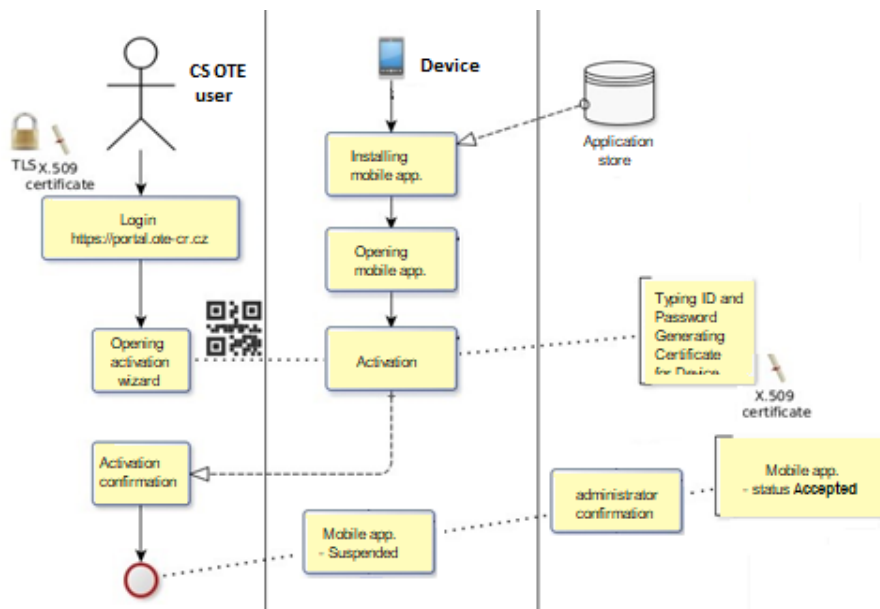 CS OTE
user
Device
Application
store
TLS X.509
certificate
Login
https://portal.ote-cr.cz
Installing
mobile app.
Opening
mobile app.
Opening
activation
wizard
Activation
Typing ID and
Password
Generating
Certificate
for Device
X.509
certificate
Activation
confirmation
Mobile app.
- Suspended
administrator
confirmation
Mobile app.
- status Accepted